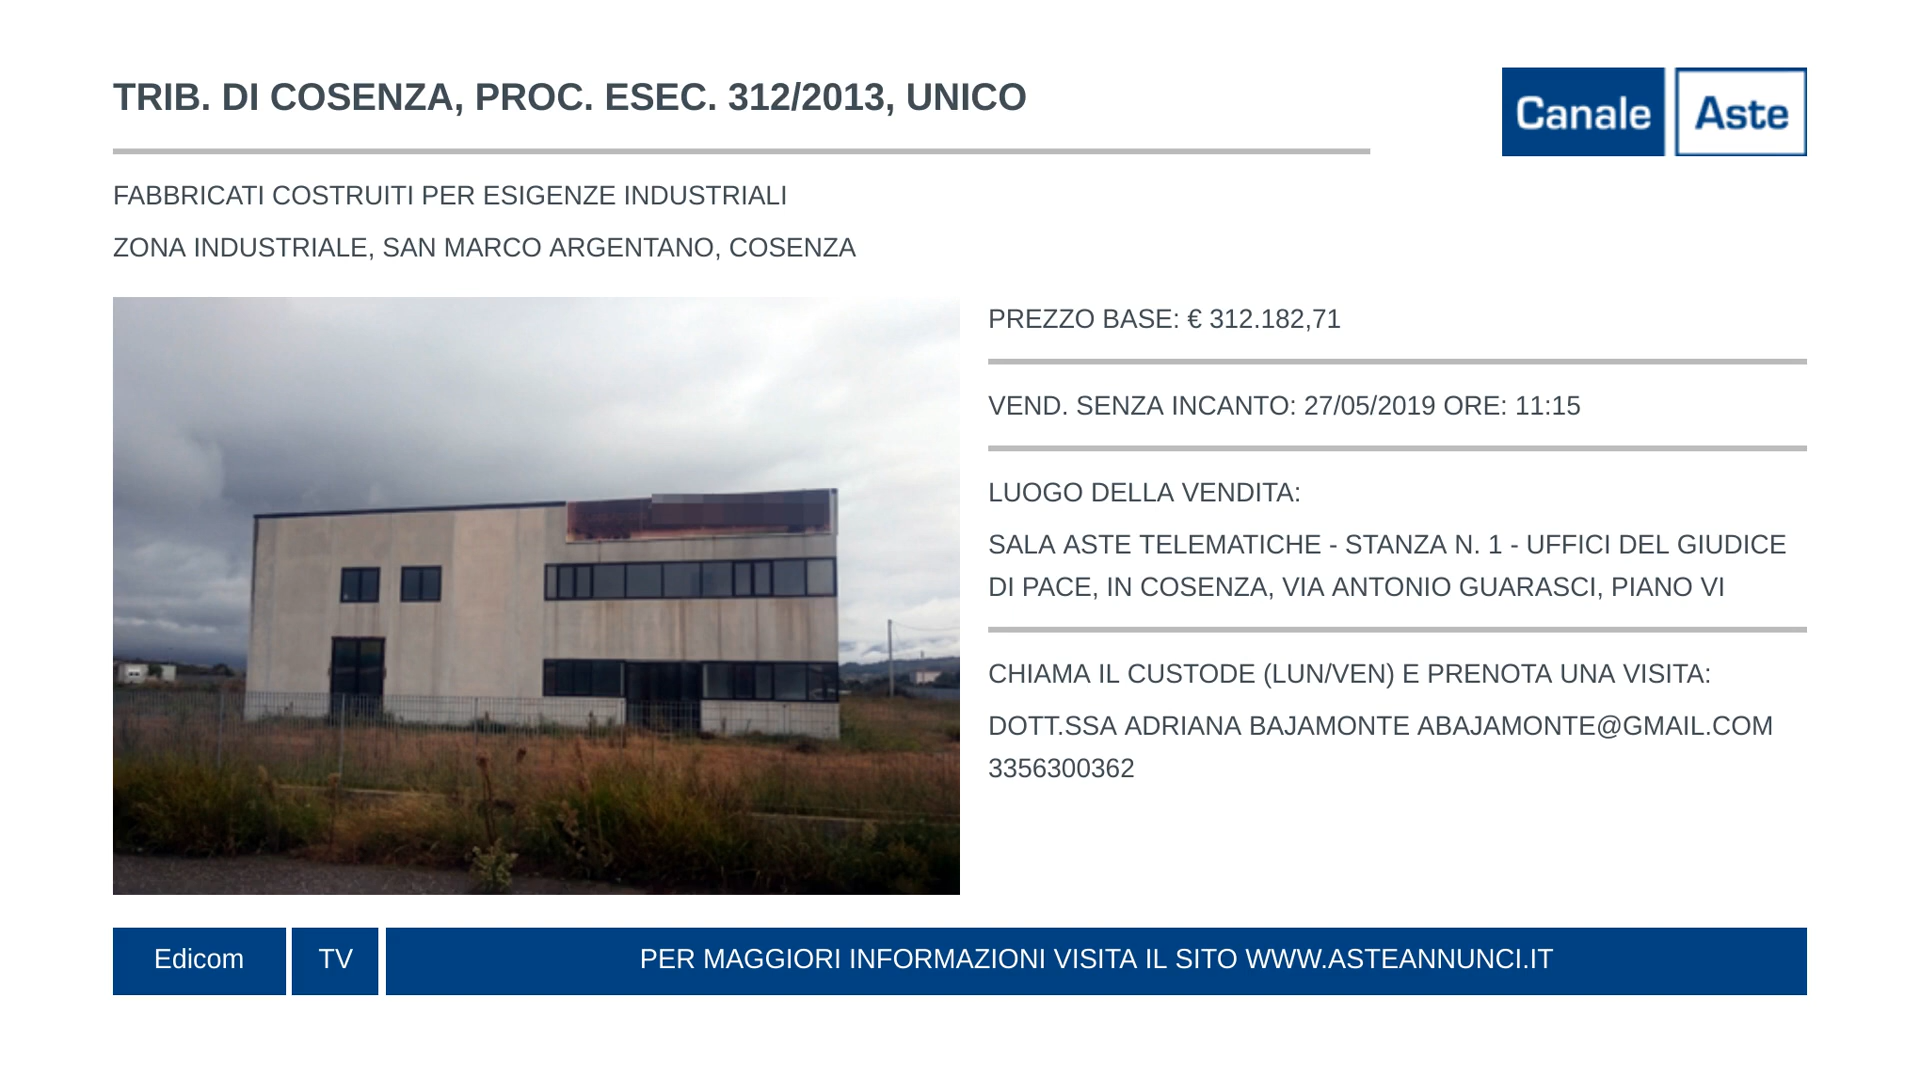 TRIB. DI COSENZA, PROC. ESEC. 312/2013, UNICO
Canale Aste
FABBRICATI COSTRUITI PER ESIGENZE INDUSTRIALI
ZONA INDUSTRIALE, SAN MARCO ARGENTANO, COSENZA
PREZZO BASE: € 312.182,71
VEND. SENZA INCANTO: 27/05/2019 ORE: 11:15
LUOGO DELLA VENDITA:
SALA ASTE TELEMATICHE - STANZA N. 1 - UFFICI DEL GIUDICE
DI PACE, IN COSENZA, VIA ANTONIO GUARASCI, PIANO VI
CHIAMA IL CUSTODE (LUN/VEN) E PRENOTA UNA VISITA:
DOTT.SSA ADRIANA BAJAMONTE ABAJAMONTE@GMAIL.COM
3356300362
Edicom TV PER MAGGIORI INFORMAZIONI VISITA IL SITO WWW.ASTEANNUNCI.IT